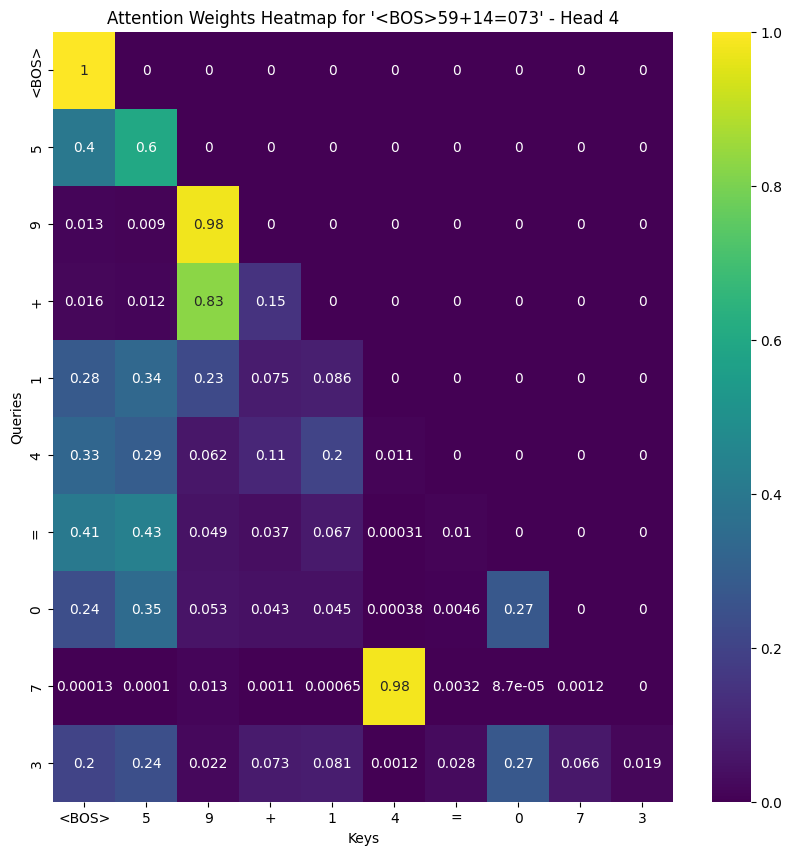 Attention Weights Heatmap for '<BOS>59+14=073' - Head 4
<BOS> 1 0 0 0 0 0 0 0 0 0
5 0.4 0.6 0 0 0 0 0 0 0 0
9 0.013 0.009 0.98 0 0 0 0 0 0 0
+ 0.016 0.012 0.83 0.15 0 0 0 0 0 0
1 0.28 0.34 0.23 0.075 0.086 0 0 0 0 0
4 0.33 0.29 0.062 0.11 0.2 0.011 0 0 0 0
= 0.41 0.43 0.049 0.037 0.067 0.00031 0.01 0 0 0
0 0.24 0.35 0.053 0.043 0.045 0.00038 0.0046 0.27 0 0
7 0.00013 0.0001 0.013 0.0011 0.00065 0.98 0.0032 8.7e-05 0.0012 0
3 0.2 0.24 0.022 0.073 0.081 0.0012 0.028 0.27 0.066 0.019
<BOS> 5 9 + 1 4 = 0 7 3
Keys
Queries
1.0
0.8
0.6
0.4
0.2
0.0